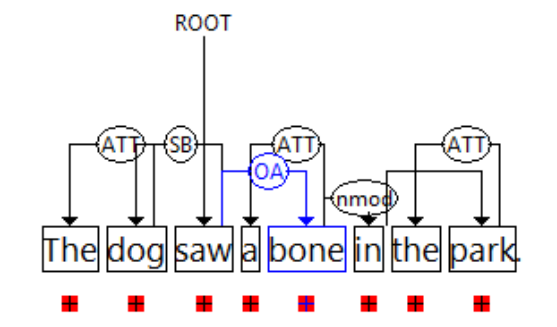 ROOT
ATT SB ATT ATT
OA
nmod
The dog saw a bone in the park.